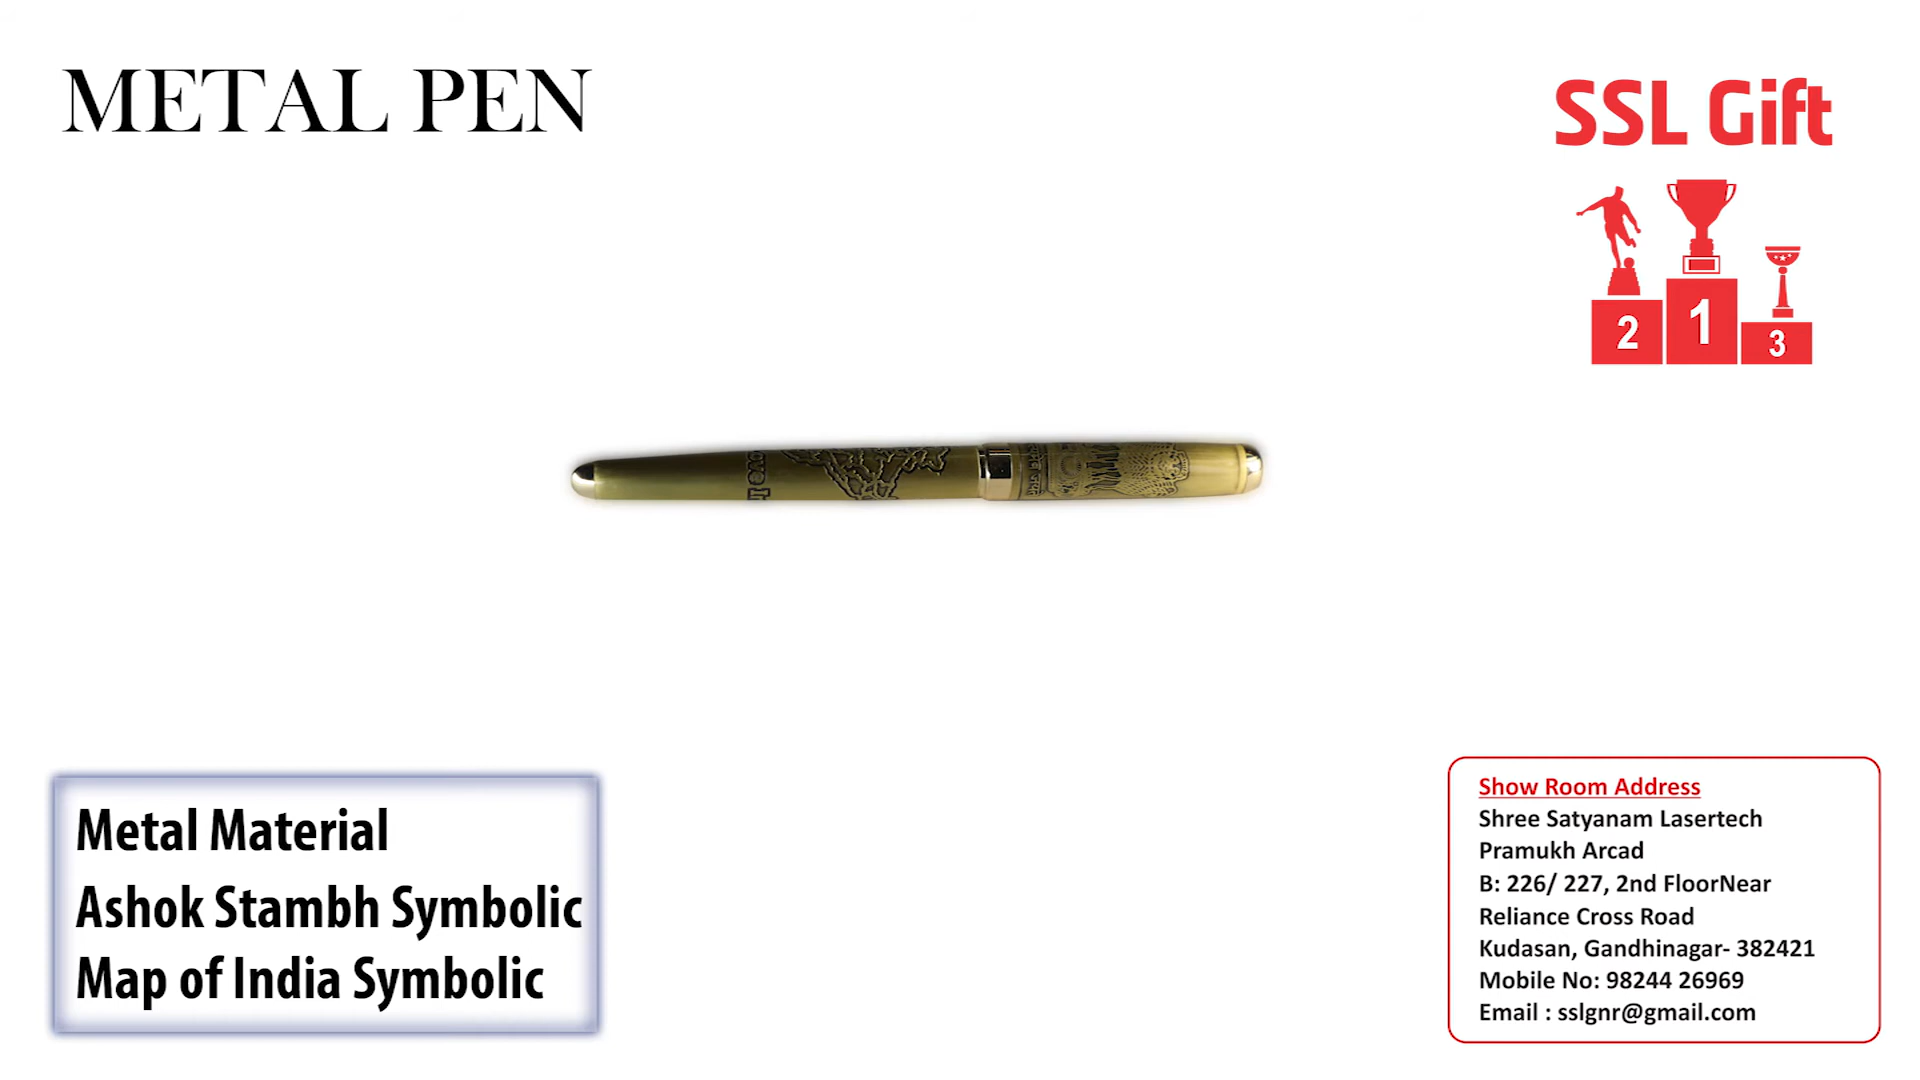 METAL PEN
SSL Gift
2 1 3
Metal Material
Ashok Stambh Symbolic
Map of India Symbolic
Show Room Address
Shree Satyanam Lasertech
Pramukh Arcad
B: 226/ 227, 2nd FloorNear
Reliance Cross Road
Kudasan, Gandhinagar- 382421
Mobile No: 98244 26969
Email : sslgnr@gmail.com